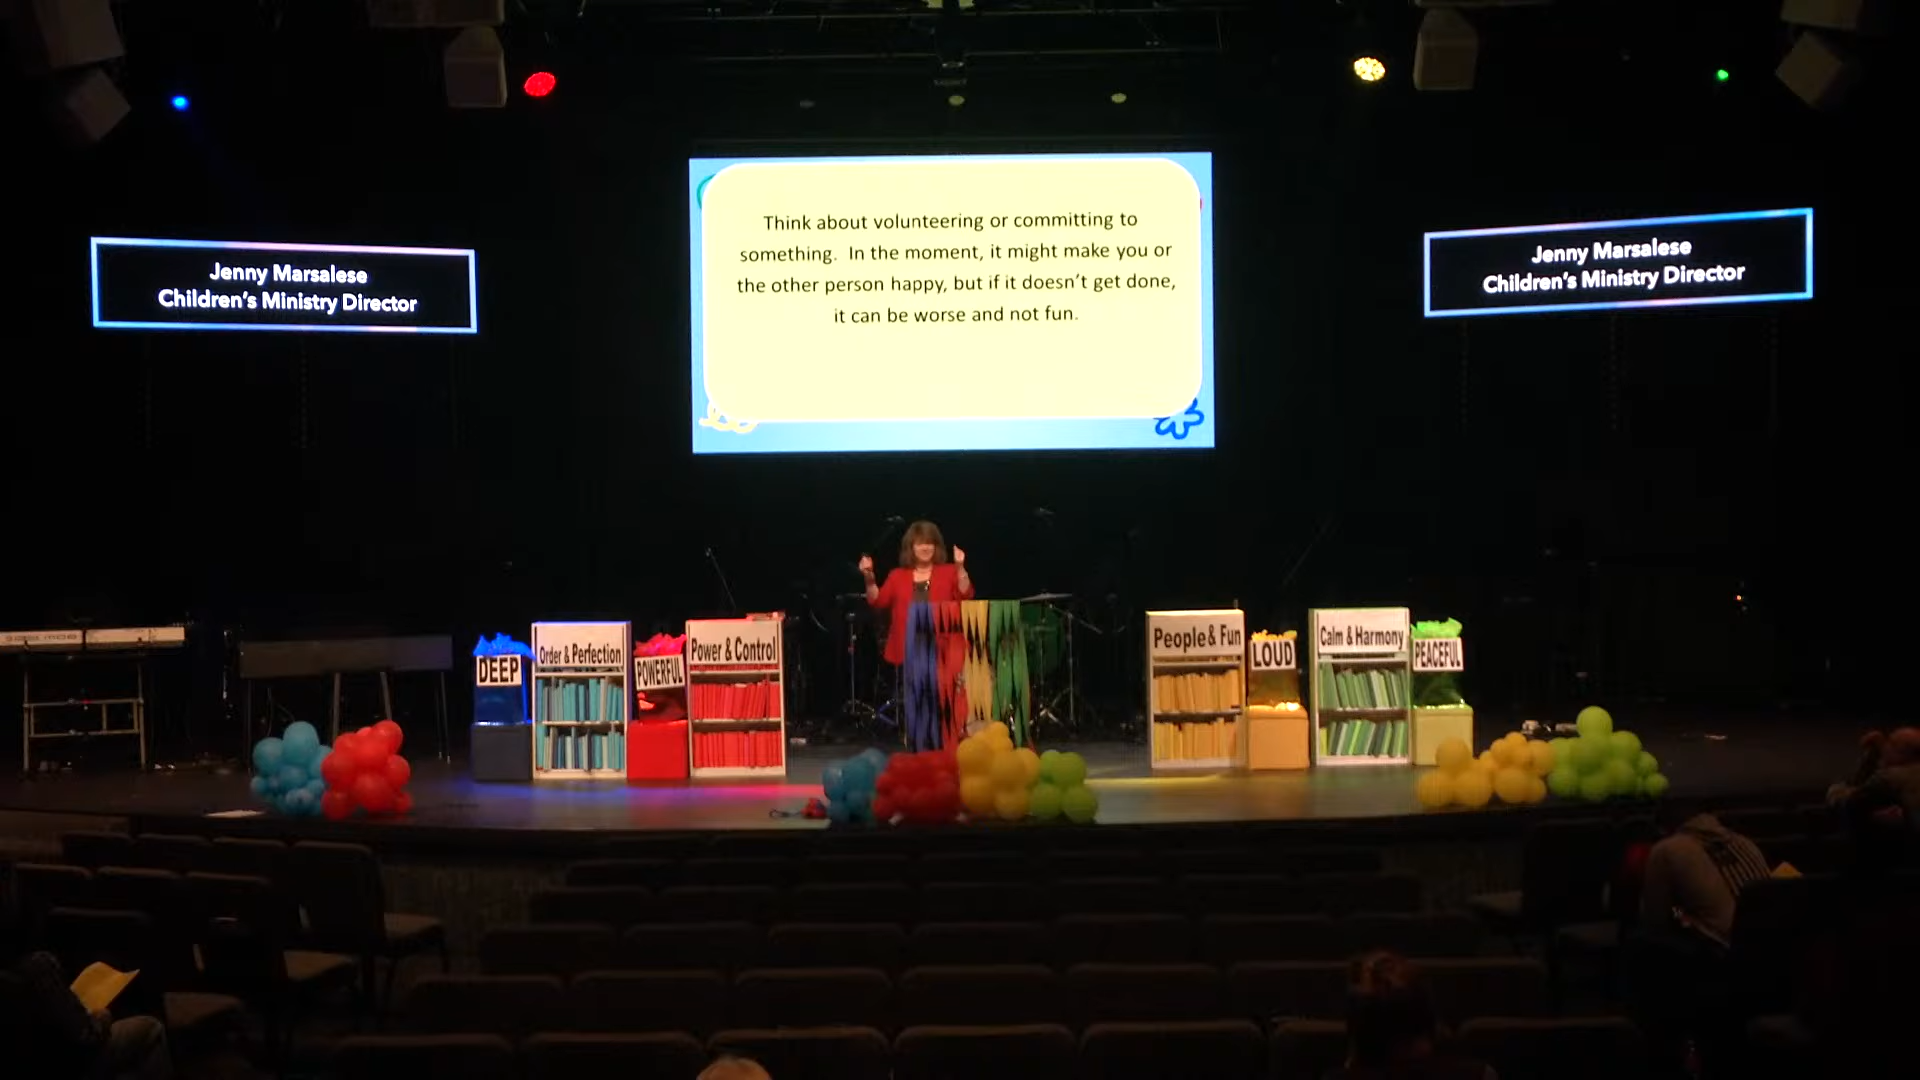 Think about volunteering or committing to
something. In the moment, it might make you or
the other person happy, but if it doesn't get done,
it can be worse and not fun.
Jenny Marsalese
Children's Ministry Director
Jenny Marsalese
Children's Ministry Director
DEEP
Order & Perfection
POWERFUL
Power & Control
People & Fun
LOUD
Calm & Harmony
PEACEFUL